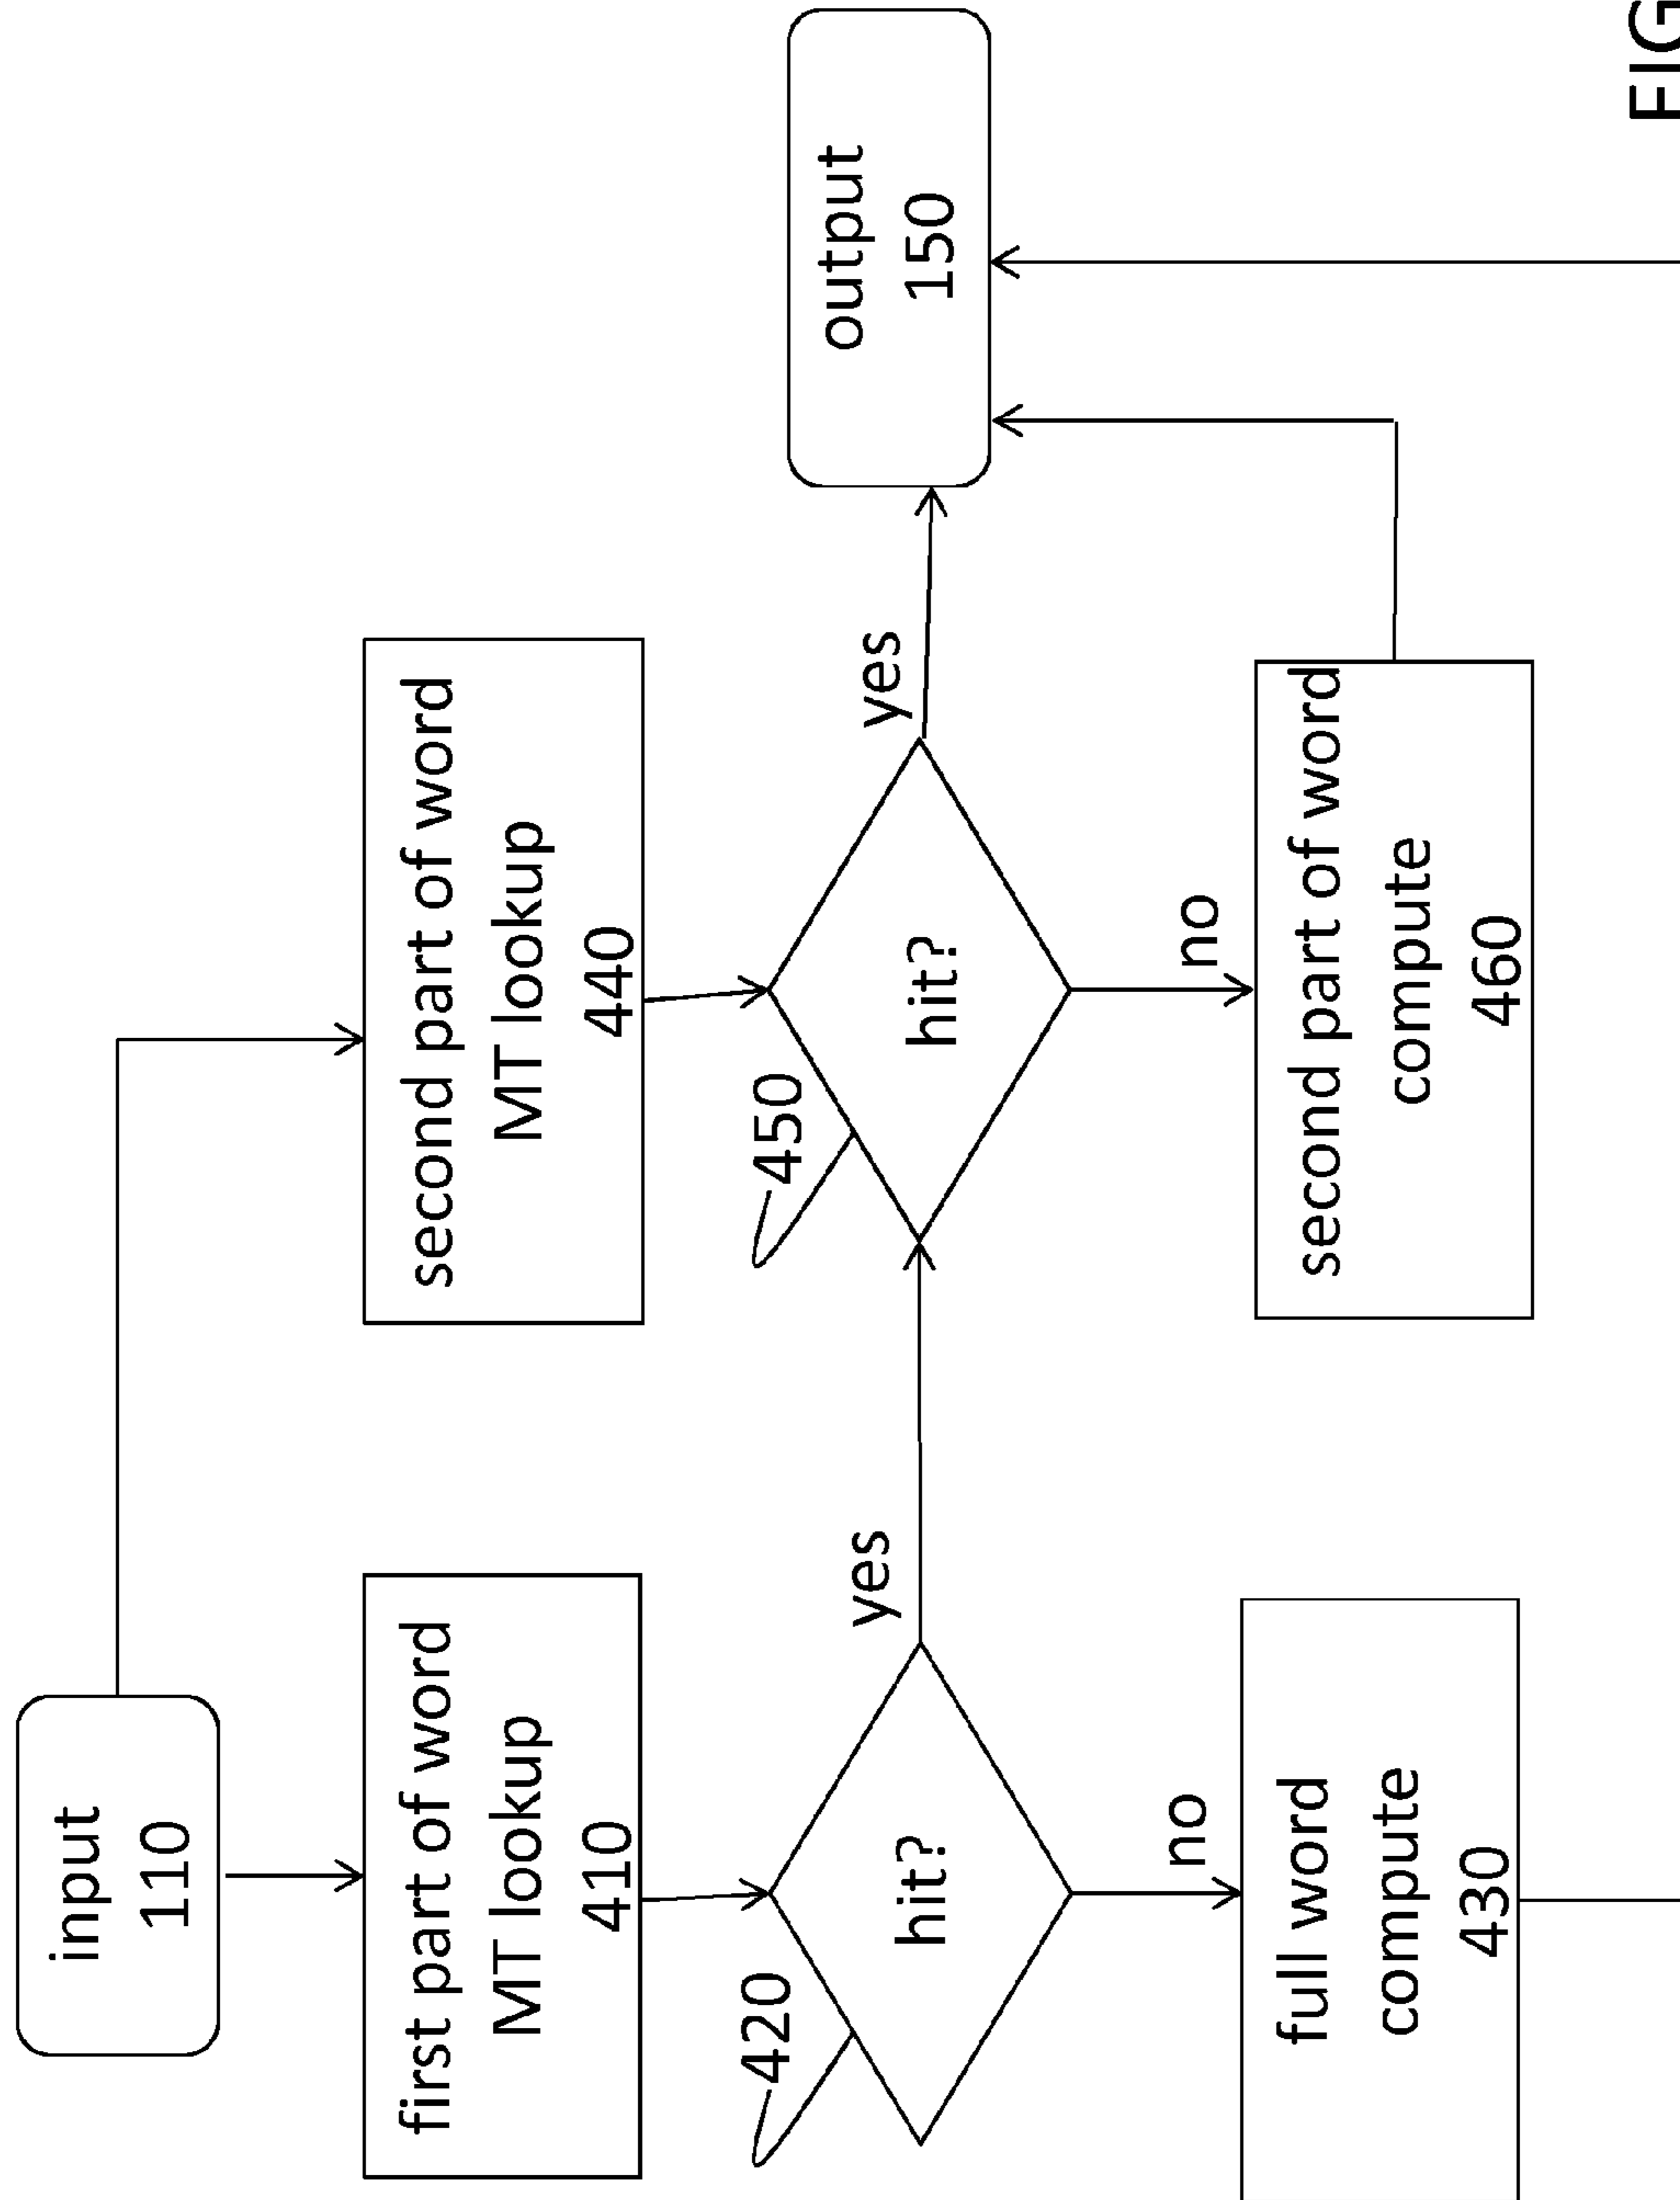 input
110
first part of word
MT lookup
410
second part of word
MT lookup
440
420
hit?
yes
450
hit?
yes
output
150
no
no
full word
compute
430
second part of word
compute
460
FIG